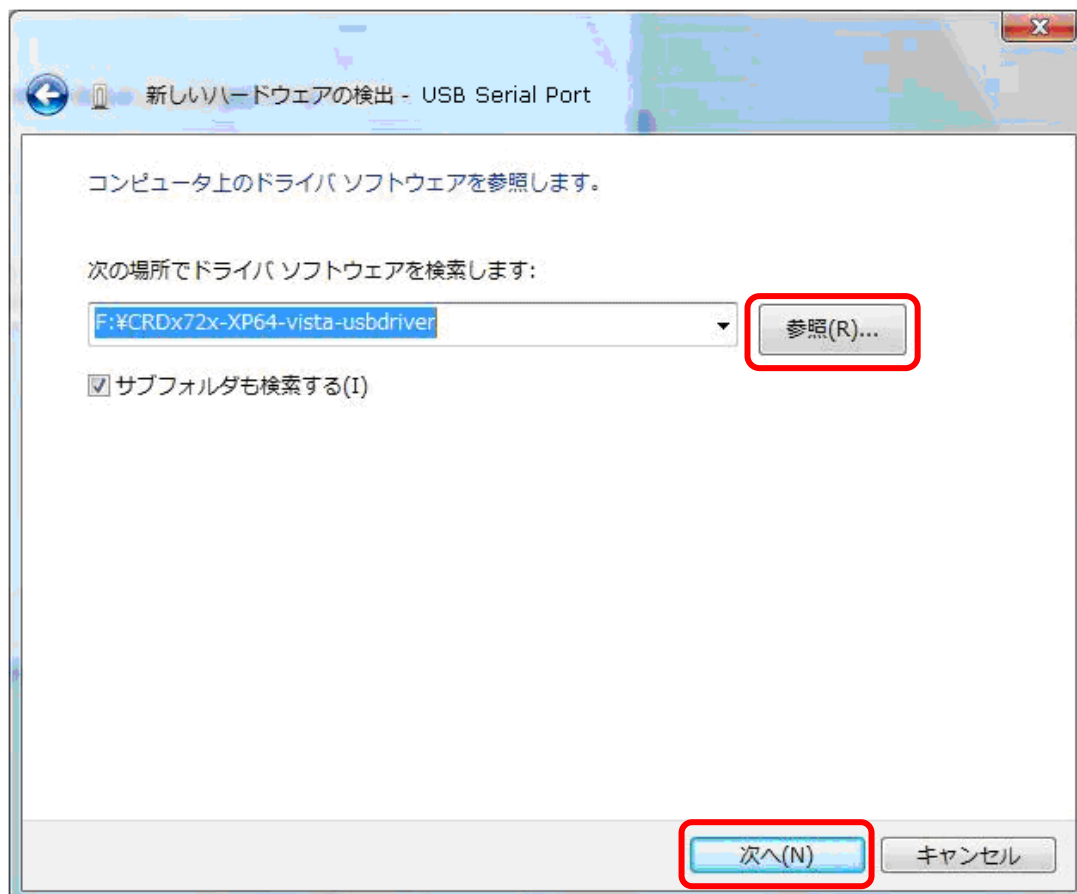 新しいハードウェアの検出 - USB Serial Port
コンピュータ上のドライバ ソフトウェアを参照します。
次の場所でドライバ ソフトウェアを検索します:
F:¥CRDx72x-XP64-vista-usbdriver
参照(R)...
サブフォルダも検索する(I)
次へ(N)
キャンセル